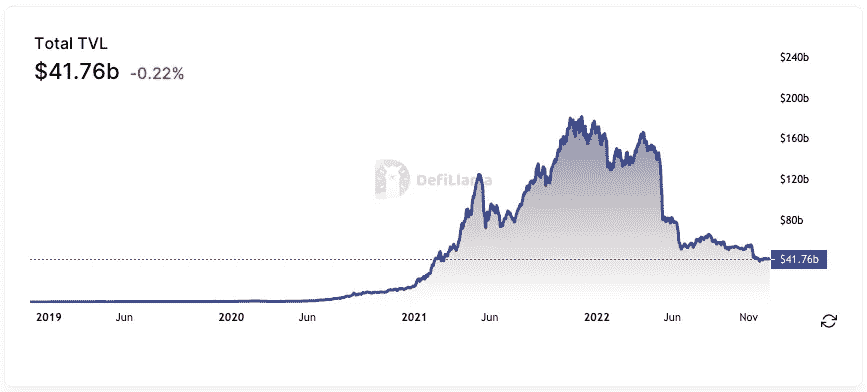 Total TVL
$41.76b -0.22%
$240b
$200b
$160b
$120b
$80b
$41.76b
DefiLlama
2019 Jun 2020 Jun 2021 Jun 2022 Jun Nov